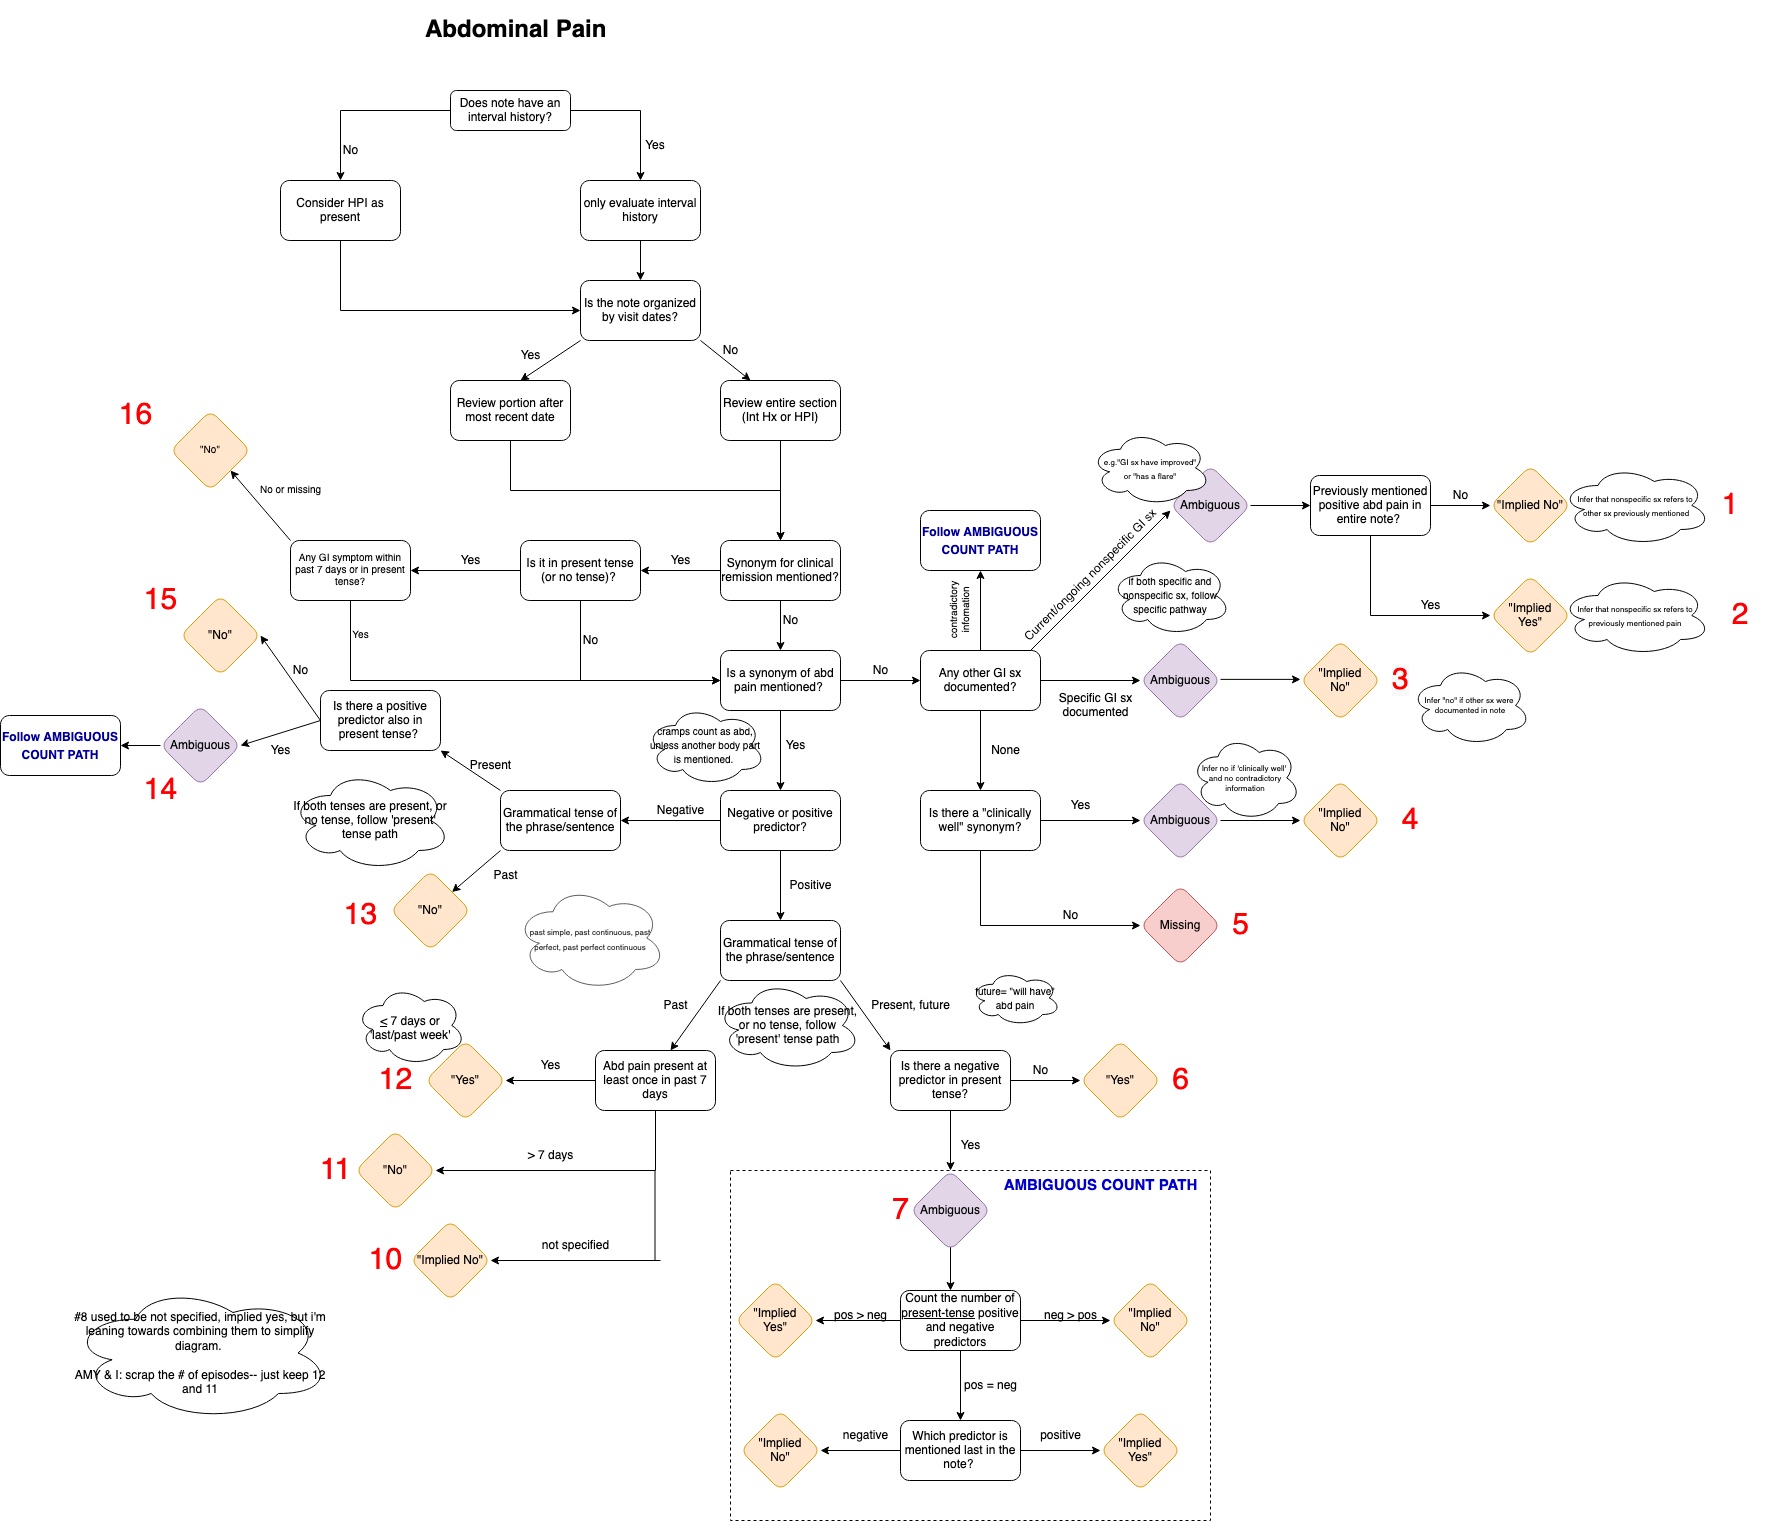 Abdominal Pain
Does note have an
interval history?
No
Yes
Consider HPI as
present
only evaluate interval
history
Is the note organized
by visit dates?
Yes
No
Review portion after
most recent date
Review entire section
(Int Hx or HPI)
16
"No"
No or missing
Any GI symptom within
past 7 days or in present
tense?
Yes
Is it in present tense
(or no tense)?
Yes
Synonym for clinical
remission mentioned?
Yes
No
No
Follow AMBIGUOUS
COUNT PATH
contradictory
infomation
Current/ongoing nonspecific GI sx
e.g."GI sx have improved"
or "has a flare"
Ambiguous
Previously mentioned
positive abd pain in
entire note?
No
"Implied No"
Infer that nonspecific sx refers to
other sx previously mentioned
1
Yes
"Implied
Yes"
Infer that nonspecific sx refers to
previously mentioned pain
2
If both specific and
nonspecific sx, follow
specific pathway
15
"No"
No
Is there a positive
predictor also in
present tense?
Follow AMBIGUOUS
COUNT PATH
Ambiguous
Yes
14
Is a synonym of abd
pain mentioned?
No
Any other GI sx
documented?
Specific GI sx
documented
Ambiguous
"Implied
No"
3
Infer "no" if other sx were
documented in note
cramps count as abd,
unless another body part
is mentioned.
Yes
None
Present
If both tenses are present, or
no tense, follow 'present'
tense path
Grammatical tense of
the phrase/sentence
Negative
Negative or positive
predictor?
Is there a "clinically
well" synonym?
Yes
Ambiguous
Infer no if 'clinically well'
and no contradictory
information
"Implied
No"
4
Past
13
"No"
Positive
past simple, past continuous, past
perfect, past perfect continuous
No
Missing
5
Grammatical tense of
the phrase/sentence
Past
If both tenses are present,
or no tense, follow
'present' tense path
Present, future
future= "will have"
abd pain
≤ 7 days or
'last/past week'
12
"Yes"
Yes
Abd pain present at
least once in past 7
days
Is there a negative
predictor in present
tense?
No
"Yes"
6
Yes
11
"No"
> 7 days
10
"Implied No"
not specified
AMBIGUOUS COUNT PATH
7
Ambiguous
"Implied
Yes"
pos > neg
Count the number of
present-tense positive
and negative
predictors
neg > pos
"Implied
No"
pos = neg
"Implied
No"
negative
Which predictor is
mentioned last in the
note?
positive
"Implied
Yes"
#8 used to be not specified, implied yes, but i'm
leaning towards combining them to simplify
diagram.
AMY & I: scrap the # of episodes-- just keep 12
and 11